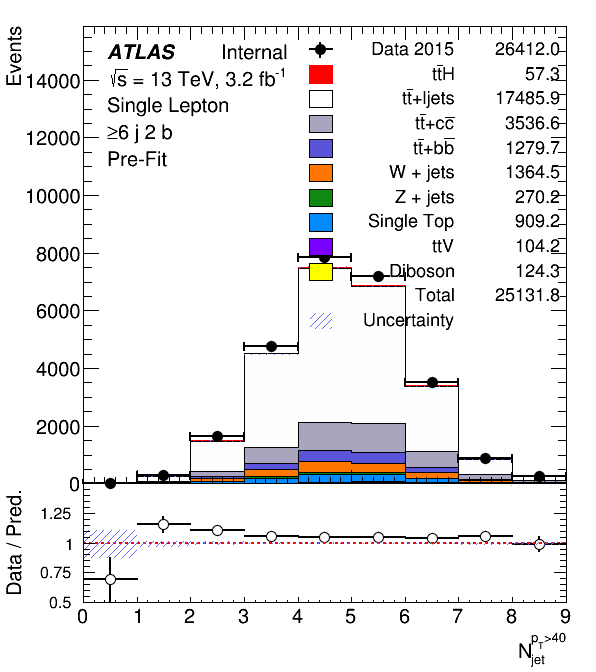 Events
ATLAS Internal
√s = 13 TeV, 3.2 fb⁻¹
Single Lepton
≥6 j 2 b
Pre-Fit
Data 2015 26412.0
tt̄H 57.3
tt̄+ljets 17485.9
tt̄+cc̄ 3536.6
tt̄+bb̄ 1279.7
W + jets 1364.5
Z + jets 270.2
Single Top 909.2
ttV 104.2
Diboson 124.3
Total 25131.8
Uncertainty
14000
12000
10000
8000
6000
4000
2000
0
Data / Pred.
1.25
1
0.75
0.5
0 1 2 3 4 5 6 7 8 9
N_jet^{p_T>40}